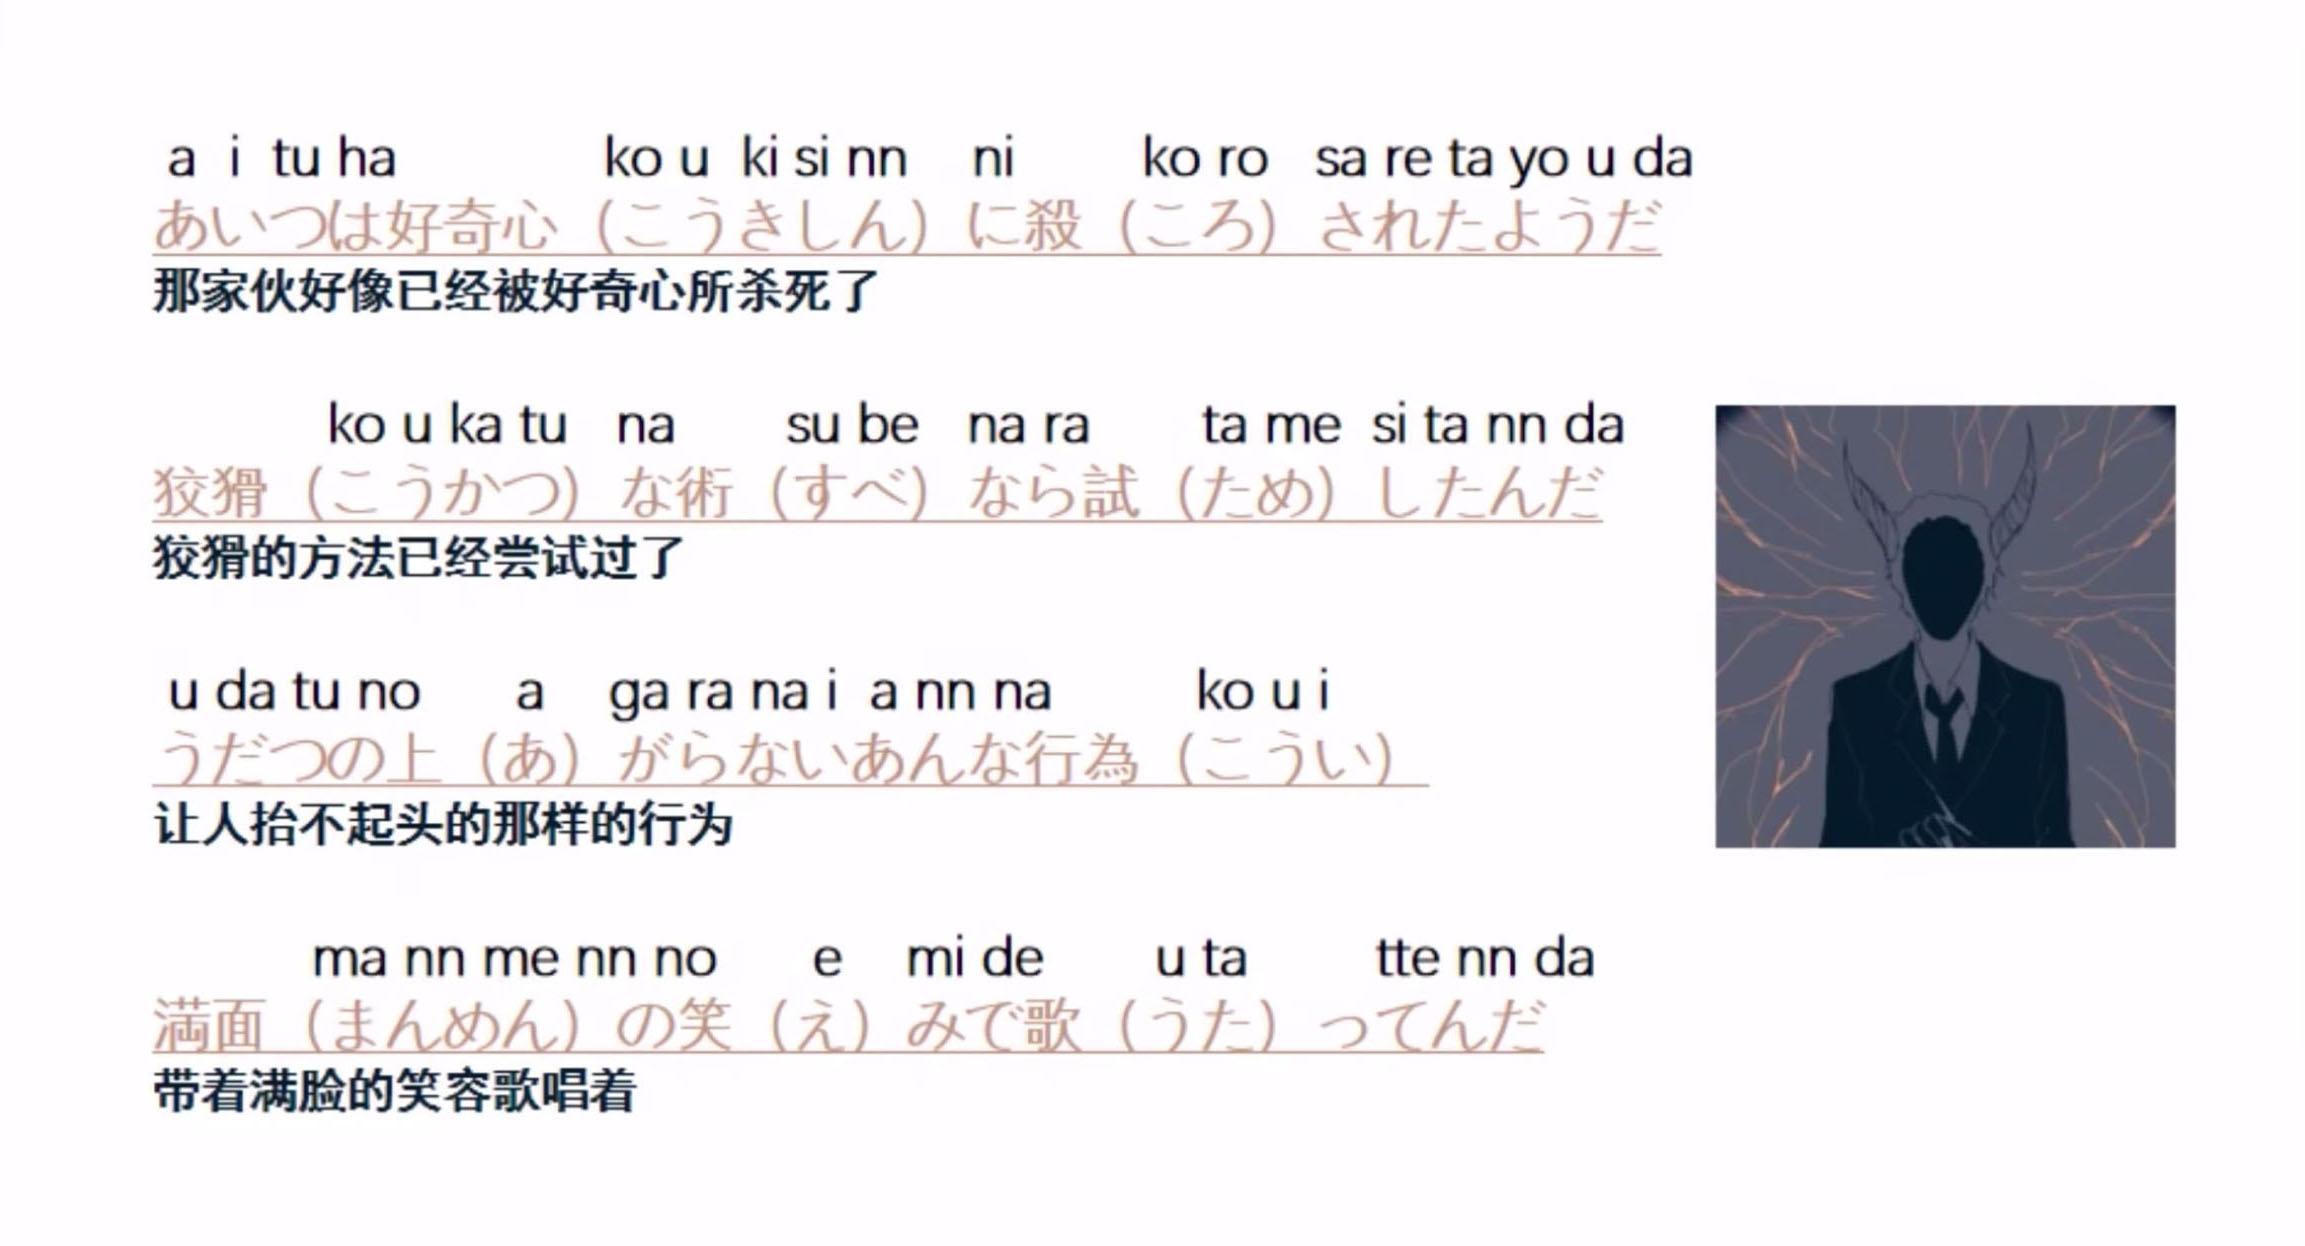 a i tu ha ko u ki si nn ni ko ro sa re ta yo u da
あいつは好奇心（こうきしん）に殺（ころ）されたようだ
那家伙好像已经被好奇心所杀死了
ko u ka tu na su be na ra ta me si ta nn da
狡猾（こうかつ）な術（すべ）なら試（ため）したんだ
狡猾的方法已经尝试过了
u da tu no a ga ra na i a nn na ko u i
うだつの上（あ）がらないあんな行為（こうい）
让人抬不起头的那样的行为
ma nn me nn no e mi de u ta tte nn da
満面（まんめん）の笑（え）みで歌（うた）ってんだ
带着满脸的笑容歌唱着